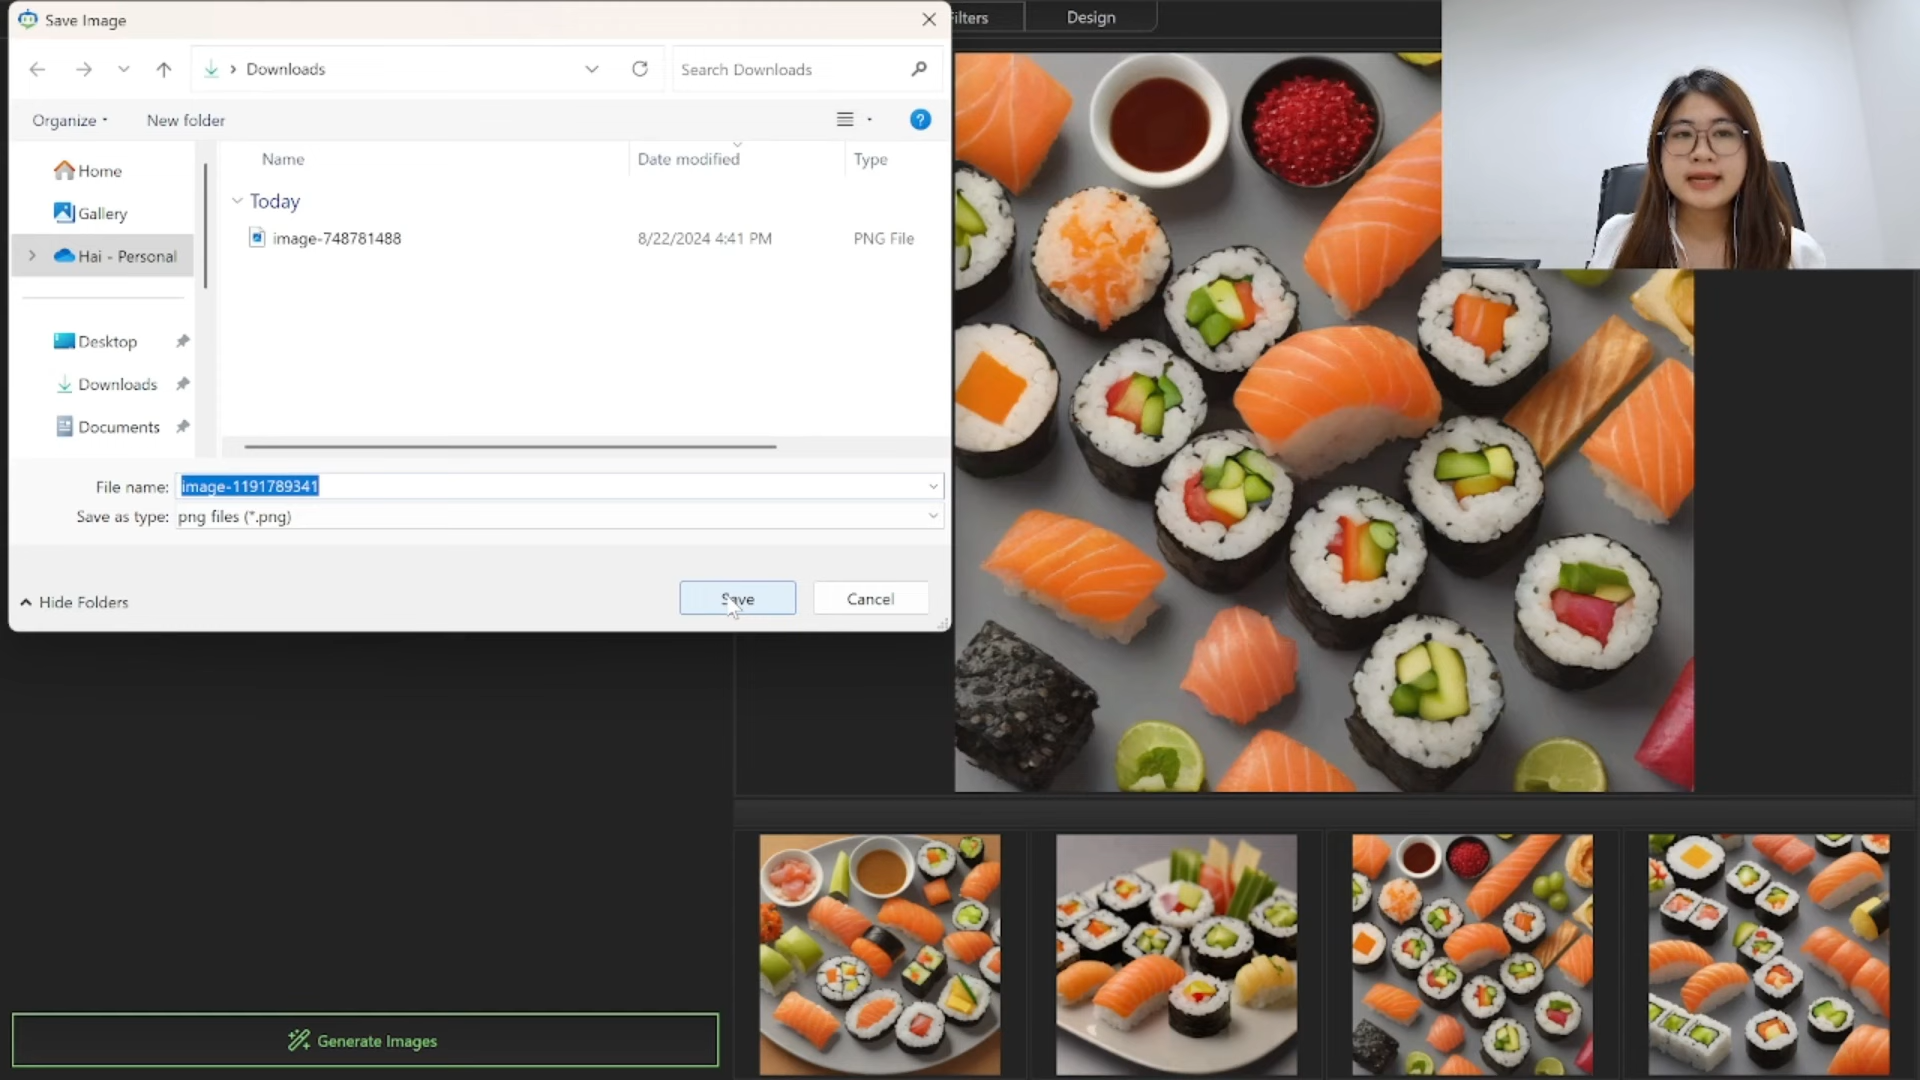 Save Image
Filters
Design
Downloads
Search Downloads
Organize
New folder
Name
Date modified
Type
Home
Gallery
Hai - Personal
Desktop
Downloads
Documents
Today
image-748781488
8/22/2024 4:41 PM
PNG File
File name:
image-1191789341
Save as type:
png files (*.png)
Hide Folders
Save
Cancel
Generate Images